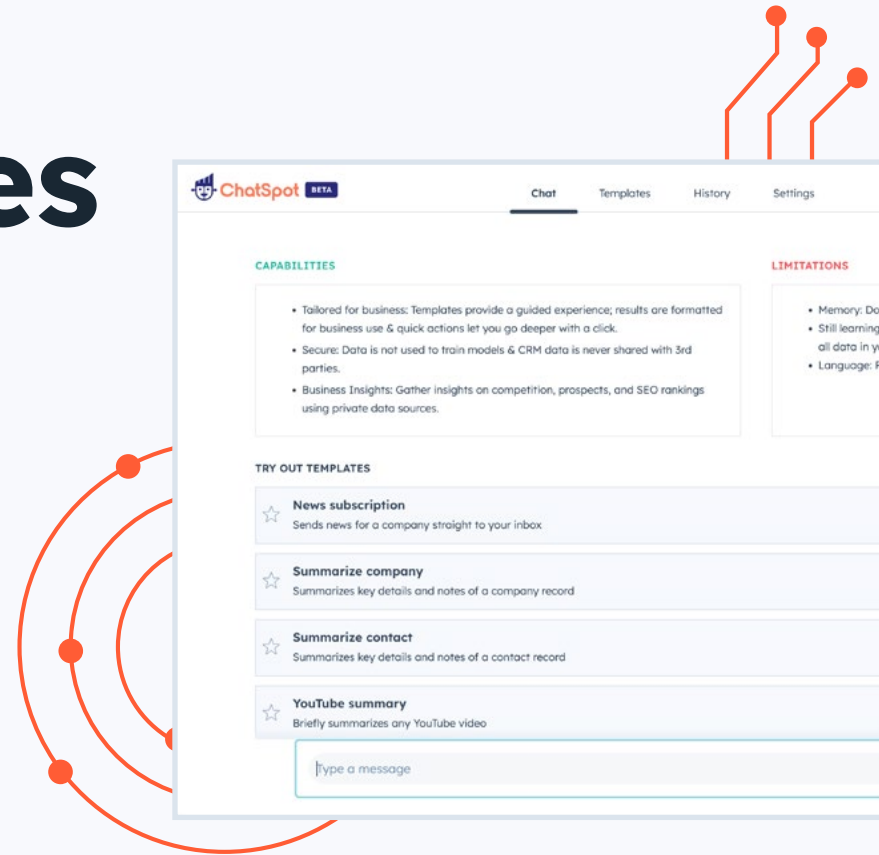 es
ChatSpot BETA
Chat Templates History Settings
CAPABILITIES
• Tailored for business: Templates provide a guided experience; results are formatted
for business use & quick actions let you go deeper with a click.
• Secure: Data is not used to train models & CRM data is never shared with 3rd
parties.
• Business Insights: Gather insights on competition, prospects, and SEO rankings
using private data sources.
LIMITATIONS
• Memory: Do
• Still learning
all data in y
• Language:
TRY OUT TEMPLATES
News subscription
Sends news for a company straight to your inbox
Summarize company
Summarizes key details and notes of a company record
Summarize contact
Summarizes key details and notes of a contact record
YouTube summary
Briefly summarizes any YouTube video
Type a message